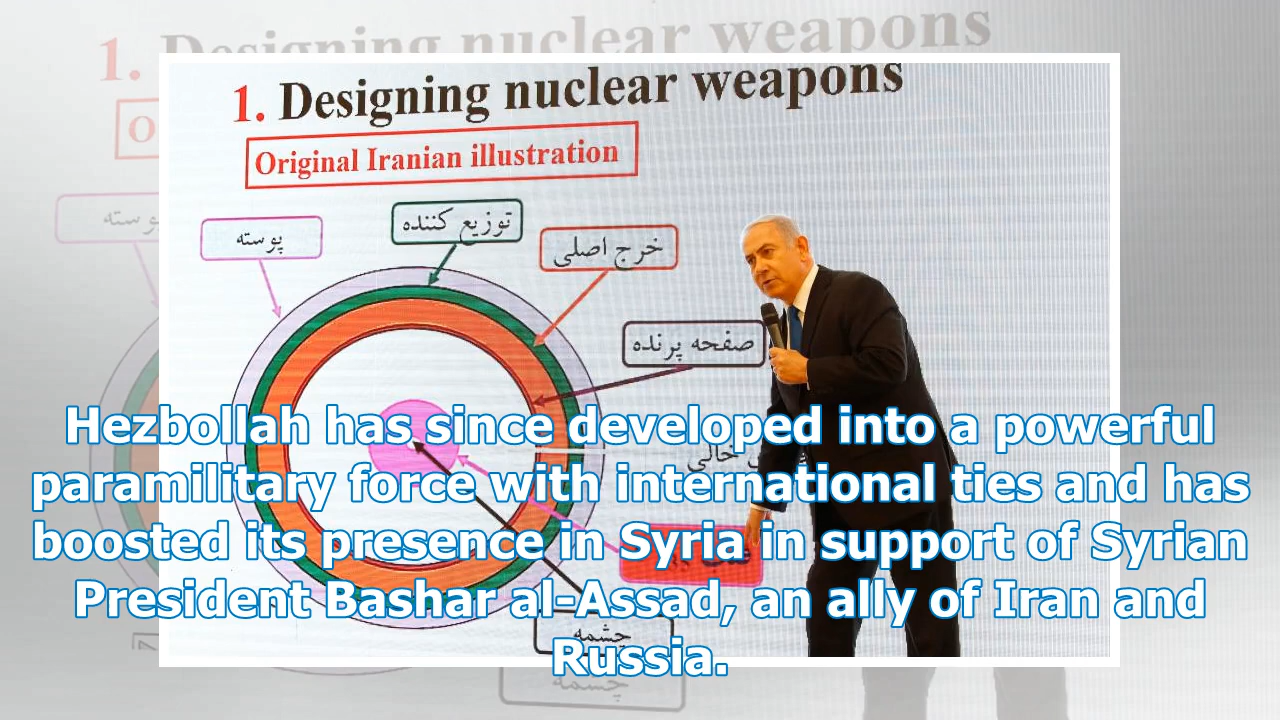 1. Designing nuclear weapons
Original Iranian illustration
توزیع کننده
پوسته
خرج اصلی
صفحه پرنده
خالی
Hezbollah has since developed into a powerful
paramilitary force with international ties and has
boosted its presence in Syria in support of Syrian
President Bashar al-Assad, an ally of Iran and
Russia.
چشمه